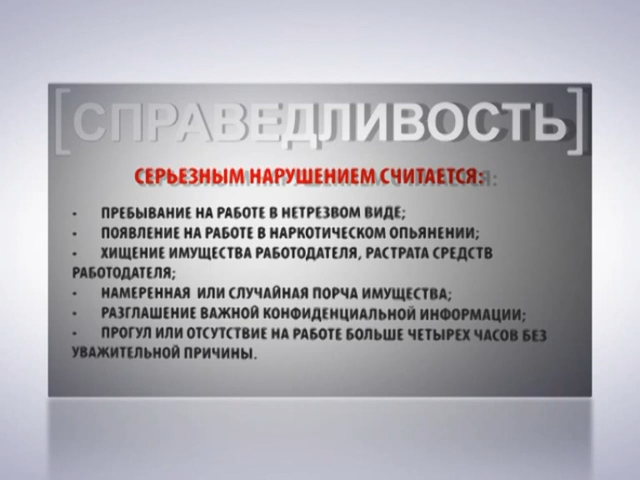 [СПРАВЕДЛИВОСТЬ]
СЕРЬЕЗНЫМ НАРУШЕНИЕМ СЧИТАЕТСЯ:
• ПРЕБЫВАНИЕ НА РАБОТЕ В НЕТРЕЗВОМ ВИДЕ;
• ПОЯВЛЕНИЕ НА РАБОТЕ В НАРКОТИЧЕСКОМ ОПЬЯНЕНИИ;
• ХИЩЕНИЕ ИМУЩЕСТВА РАБОТОДАТЕЛЯ, РАСТРАТА СРЕДСТВ
РАБОТОДАТЕЛЯ;
• НАМЕРЕННАЯ ИЛИ СЛУЧАЙНАЯ ПОРЧА ИМУЩЕСТВА;
• РАЗГЛАШЕНИЕ ВАЖНОЙ КОНФИДЕНЦИАЛЬНОЙ ИНФОРМАЦИИ;
• ПРОГУЛ ИЛИ ОТСУТСТВИЕ НА РАБОТЕ БОЛЬШЕ ЧЕТЫРЕХ ЧАСОВ БЕЗ
УВАЖИТЕЛЬНОЙ ПРИЧИНЫ.